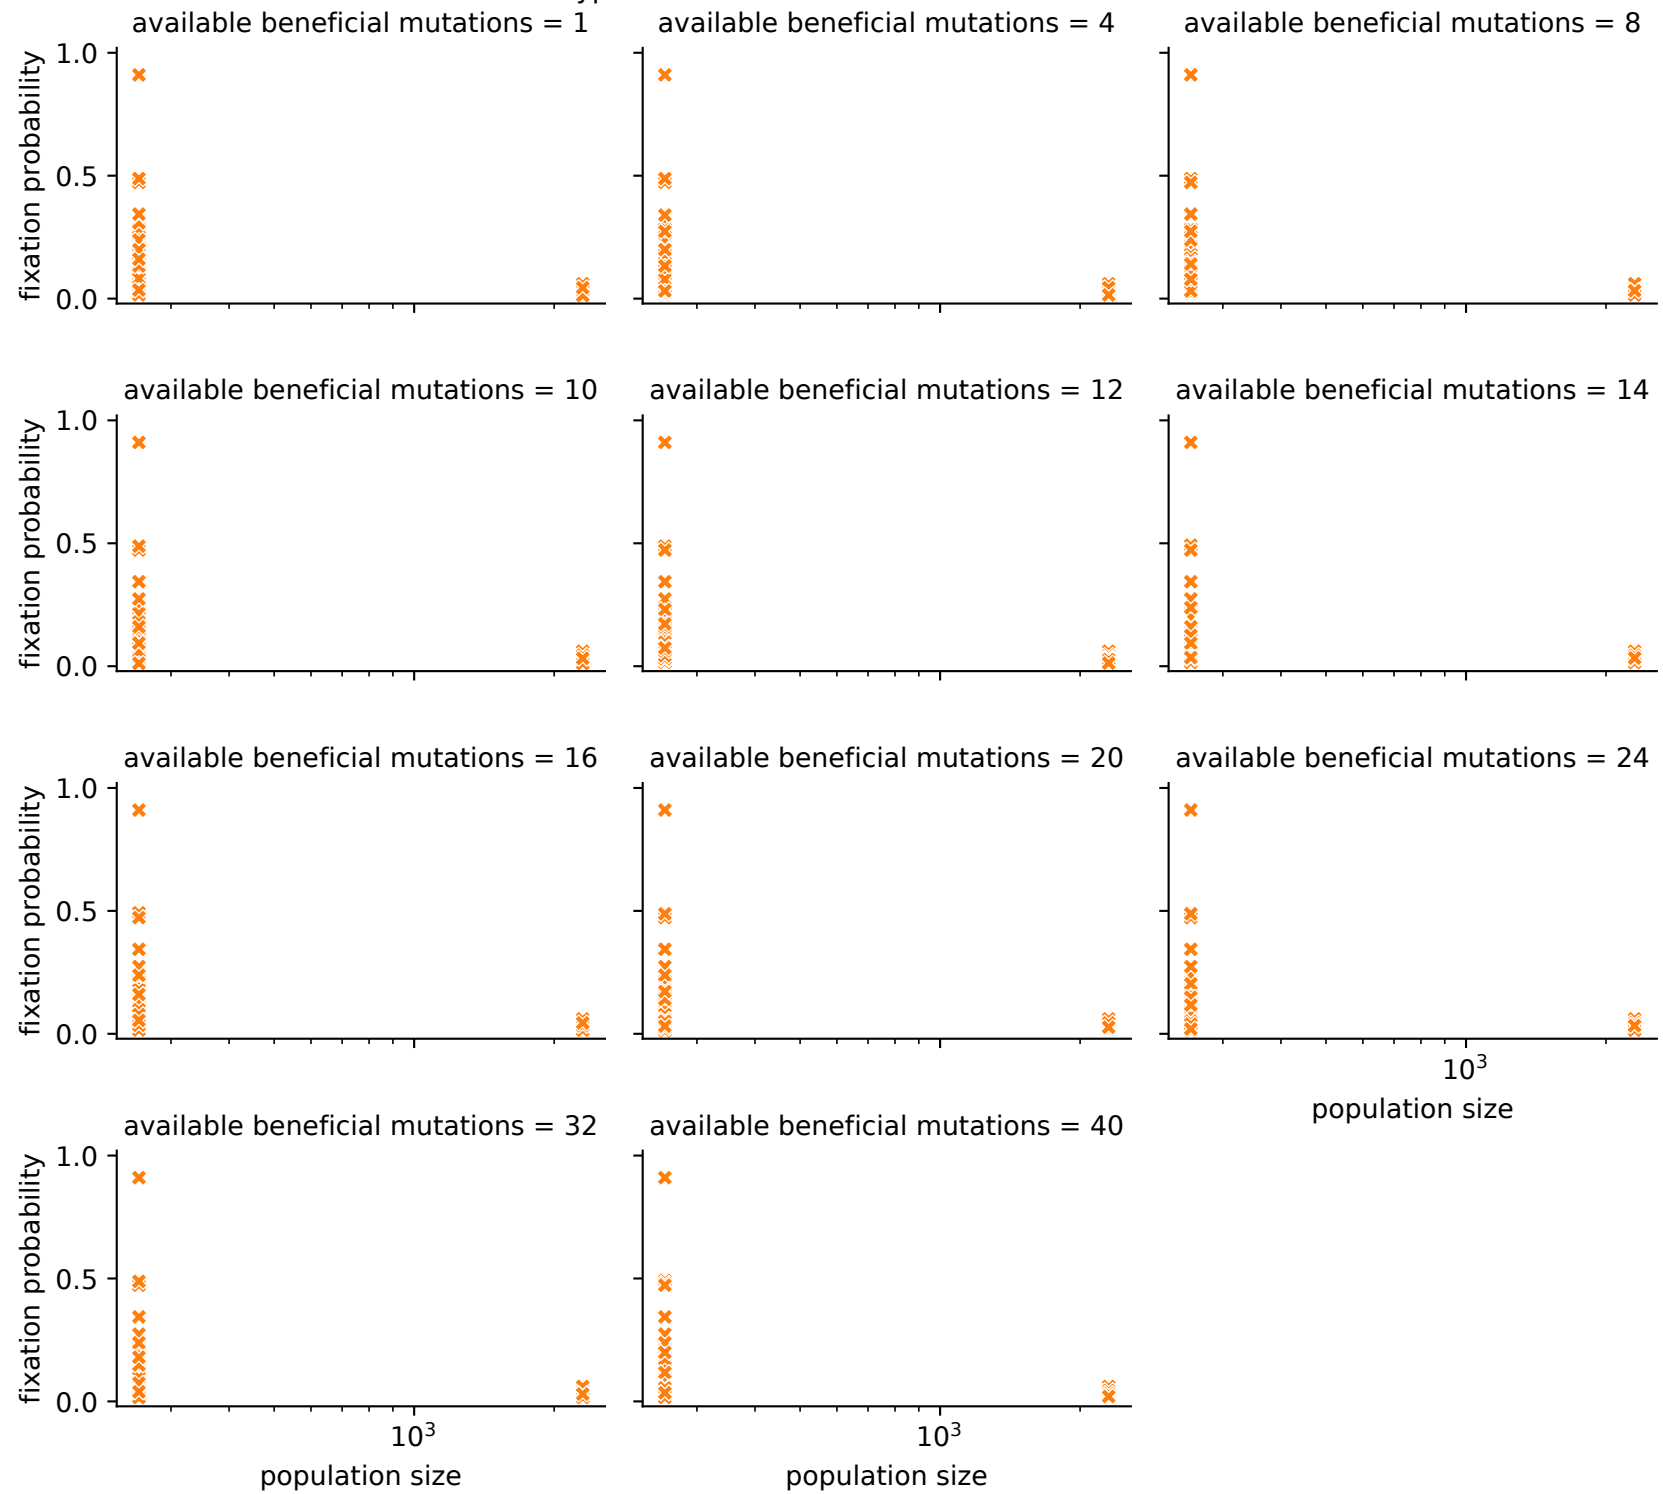 available beneficial mutations = 1
available beneficial mutations = 4
available beneficial mutations = 8
fixation probability
1.0
0.5
0.0
available beneficial mutations = 10
available beneficial mutations = 12
available beneficial mutations = 14
fixation probability
1.0
0.5
0.0
available beneficial mutations = 16
available beneficial mutations = 20
available beneficial mutations = 24
fixation probability
1.0
0.5
0.0
10³
population size
available beneficial mutations = 32
available beneficial mutations = 40
fixation probability
1.0
0.5
0.0
10³
10³
population size
population size